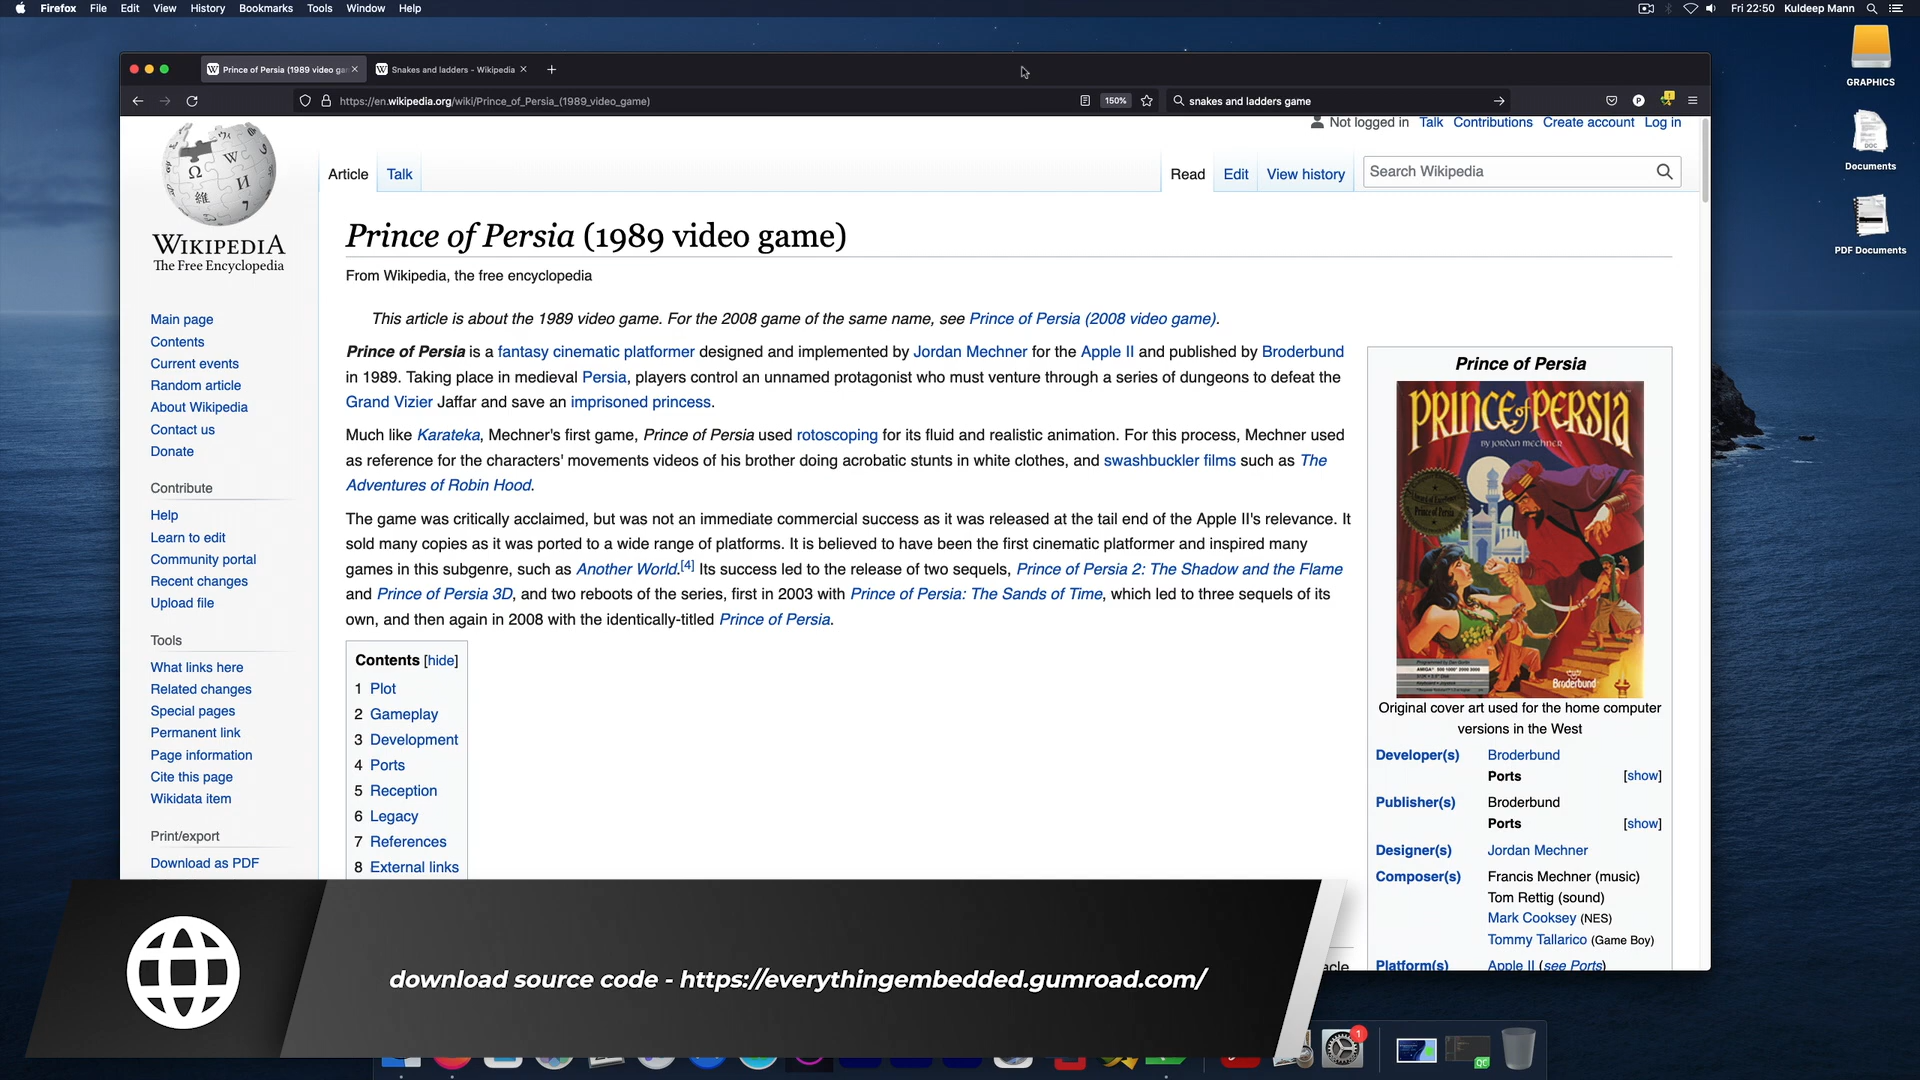 Firefox File Edit View History Bookmarks Tools Window Help
Fri 22:50 Kuldeep Mann
GRAPHICS
Documents
PDF Documents
Prince of Persia (1989 video ga
Snakes and ladders - Wikipedia
https://en.wikipedia.org/wiki/Prince_of_Persia_(1989_video_game)
150%
snakes and ladders game
Not logged in Talk Contributions Create account Log in
Article Talk
Read Edit View history
Search Wikipedia
WIKIPEDIA
The Free Encyclopedia
Main page
Contents
Current events
Random article
About Wikipedia
Contact us
Donate
Contribute
Help
Learn to edit
Community portal
Recent changes
Upload file
Tools
What links here
Related changes
Special pages
Permanent link
Page information
Cite this page
Wikidata item
Print/export
Download as PDF
Prince of Persia (1989 video game)
From Wikipedia, the free encyclopedia
This article is about the 1989 video game. For the 2008 game of the same name, see Prince of Persia (2008 video game).
Prince of Persia is a fantasy cinematic platformer designed and implemented by Jordan Mechner for the Apple II and published by Broderbund
in 1989. Taking place in medieval Persia, players control an unnamed protagonist who must venture through a series of dungeons to defeat the
Grand Vizier Jaffar and save an imprisoned princess.
Much like Karateka, Mechner's first game, Prince of Persia used rotoscoping for its fluid and realistic animation. For this process, Mechner used
as reference for the characters' movements videos of his brother doing acrobatic stunts in white clothes, and swashbuckler films such as The
Adventures of Robin Hood.
The game was critically acclaimed, but was not an immediate commercial success as it was released at the tail end of the Apple II's relevance. It
sold many copies as it was ported to a wide range of platforms. It is believed to have been the first cinematic platformer and inspired many
games in this subgenre, such as Another World.[4] Its success led to the release of two sequels, Prince of Persia 2: The Shadow and the Flame
and Prince of Persia 3D, and two reboots of the series, first in 2003 with Prince of Persia: The Sands of Time, which led to three sequels of its
own, and then again in 2008 with the identically-titled Prince of Persia.
Contents [hide]
1 Plot
2 Gameplay
3 Development
4 Ports
5 Reception
6 Legacy
7 References
8 External links
Prince of Persia
PRINCE of PERSIA
BY JORDAN MECHNER
Broderbund
Original cover art used for the home computer
versions in the West
Developer(s) Broderbund
Ports [show]
Publisher(s) Broderbund
Ports [show]
Designer(s) Jordan Mechner
Composer(s) Francis Mechner (music)
Tom Rettig (sound)
Mark Cooksey (NES)
Tommy Tallarico (Game Boy)
Platform(s) Apple II (see Ports)
download source code - https://everythingembedded.gumroad.com/
1